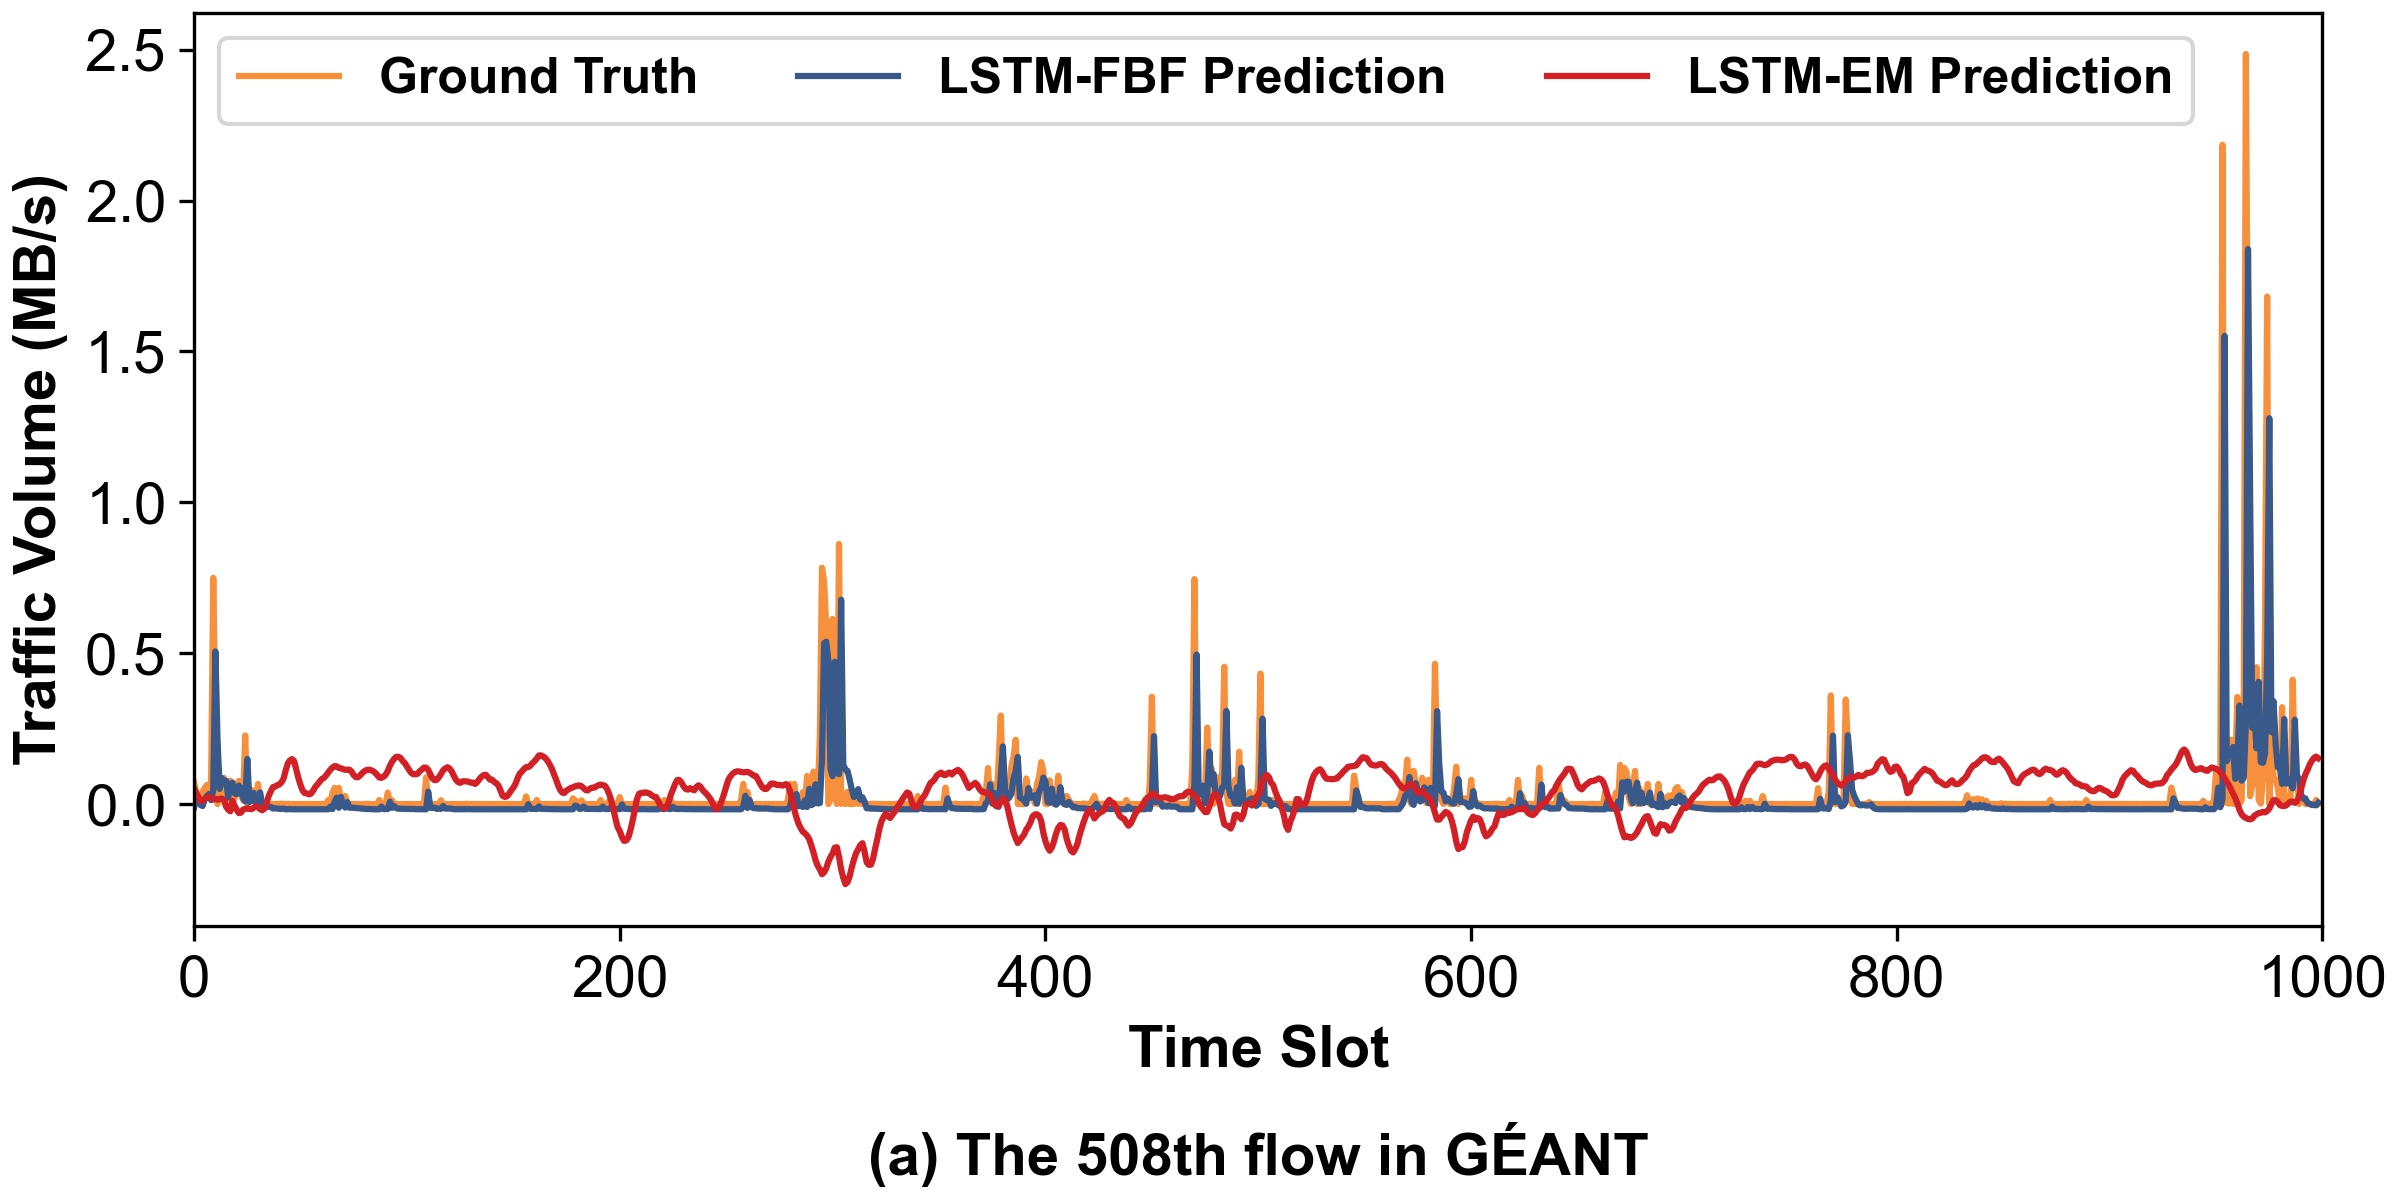 Ground Truth LSTM-FBF Prediction LSTM-EM Prediction
2.5
2.0
1.5
1.0
0.5
0.0
Traffic Volume (MB/s)
0 200 400 600 800 1000
Time Slot
(a) The 508th flow in GÉANT